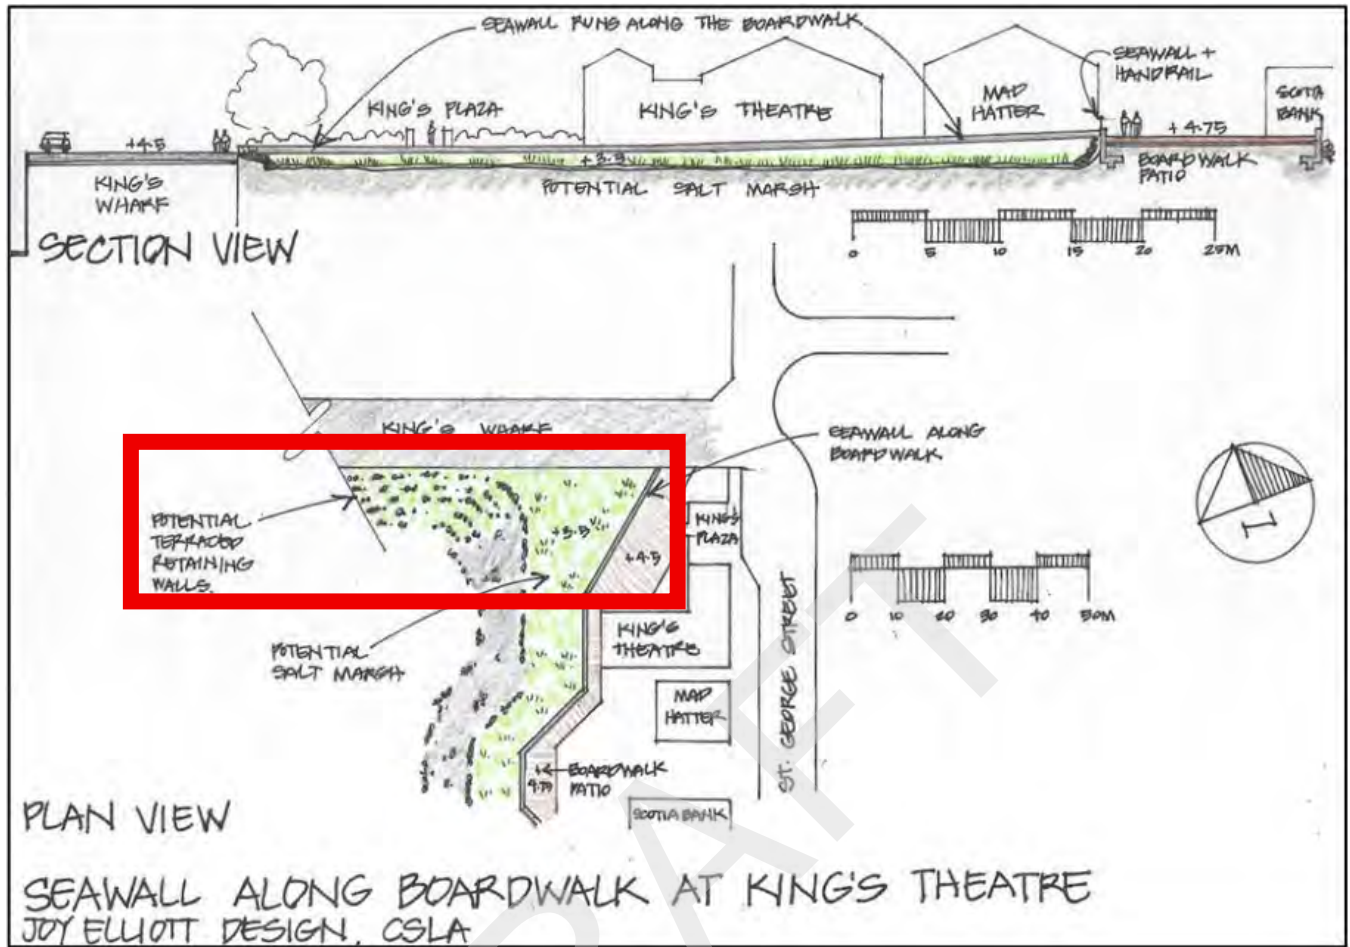 SEAWALL RUNS ALONG THE BOARDWALK
SEAWALL +
HANDRAIL
KING'S PLAZA
KING'S THEATRE
MAD
HATTER
SCOTIA
BANK
+4.5
+4.75
KING'S
WHARF
+3.5
BOARDWALK
PATIO
POTENTIAL SALT MARSH
SECTION VIEW
0 5 10 15 20 25M
KING'S WHARF
SEAWALL ALONG
BOARDWALK
POTENTIAL
TERRACED
RETAINING
WALLS.
+3.5
+4.5
KING'S
PLAZA
0 10 20 30 40 50M
ST. GEORGE STREET
KING'S
THEATRE
POTENTIAL
SALT MARSH
MAD
HATTER
+
4.75
BOARDWALK
PATIO
SCOTIA BANK
PLAN VIEW
SEAWALL ALONG BOARDWALK AT KING'S THEATRE
JOY ELLIOTT DESIGN, CSLA
DRAFT